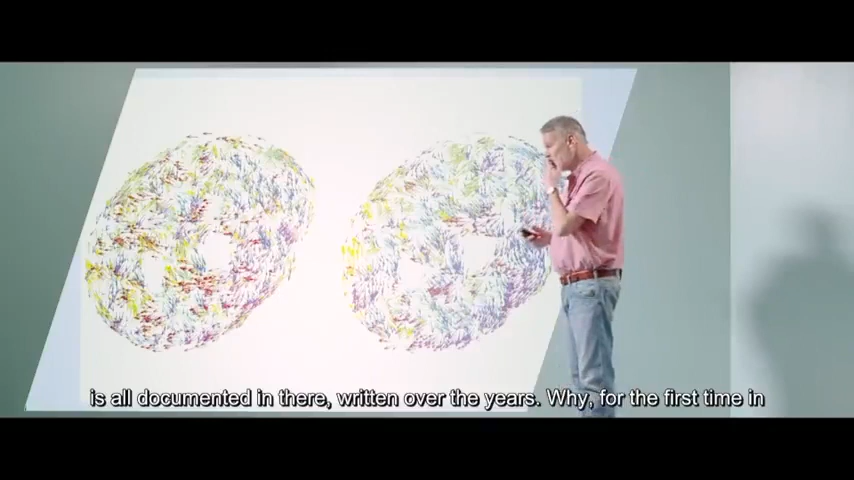 is all documented in there, written over the years. Why, for the first time in